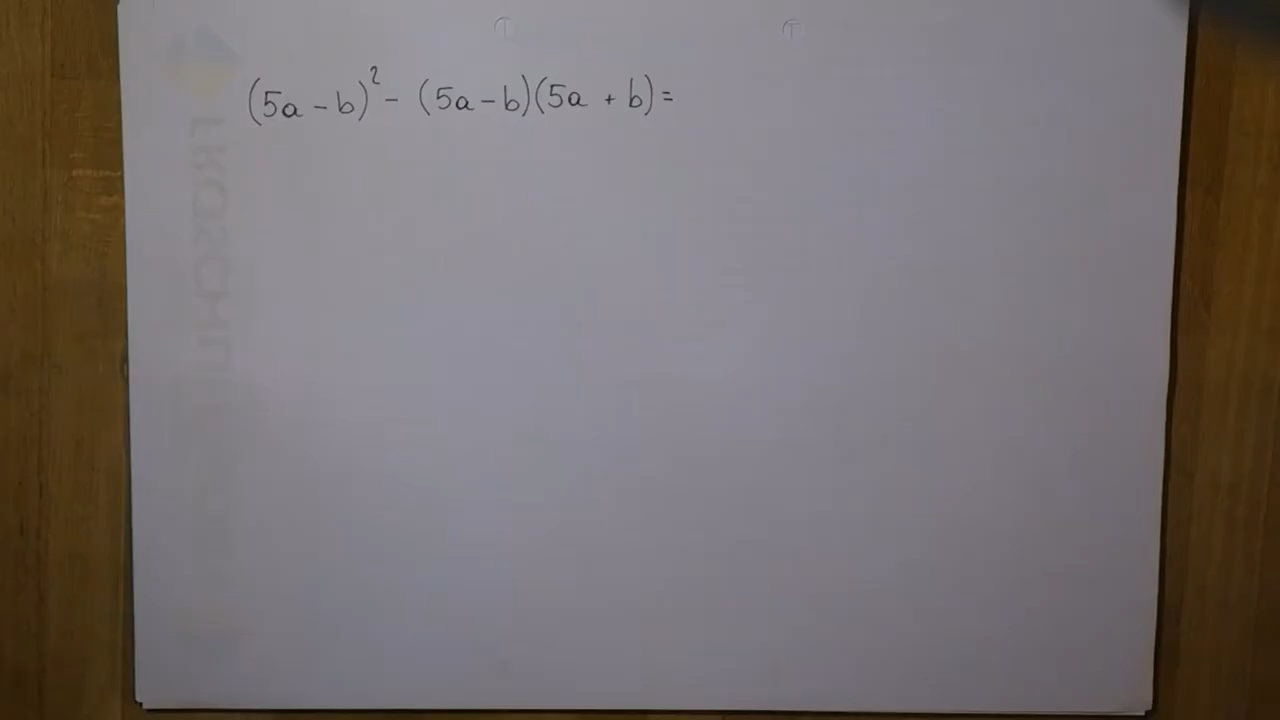 (5a - b)² - (5a - b)(5a + b) =